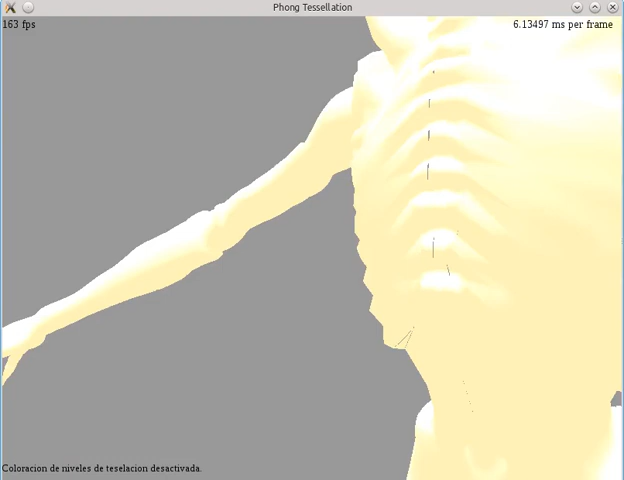 Phong Tessellation
163 fps
6.13497 ms per frame
Coloracion de niveles de teselacion desactivada.